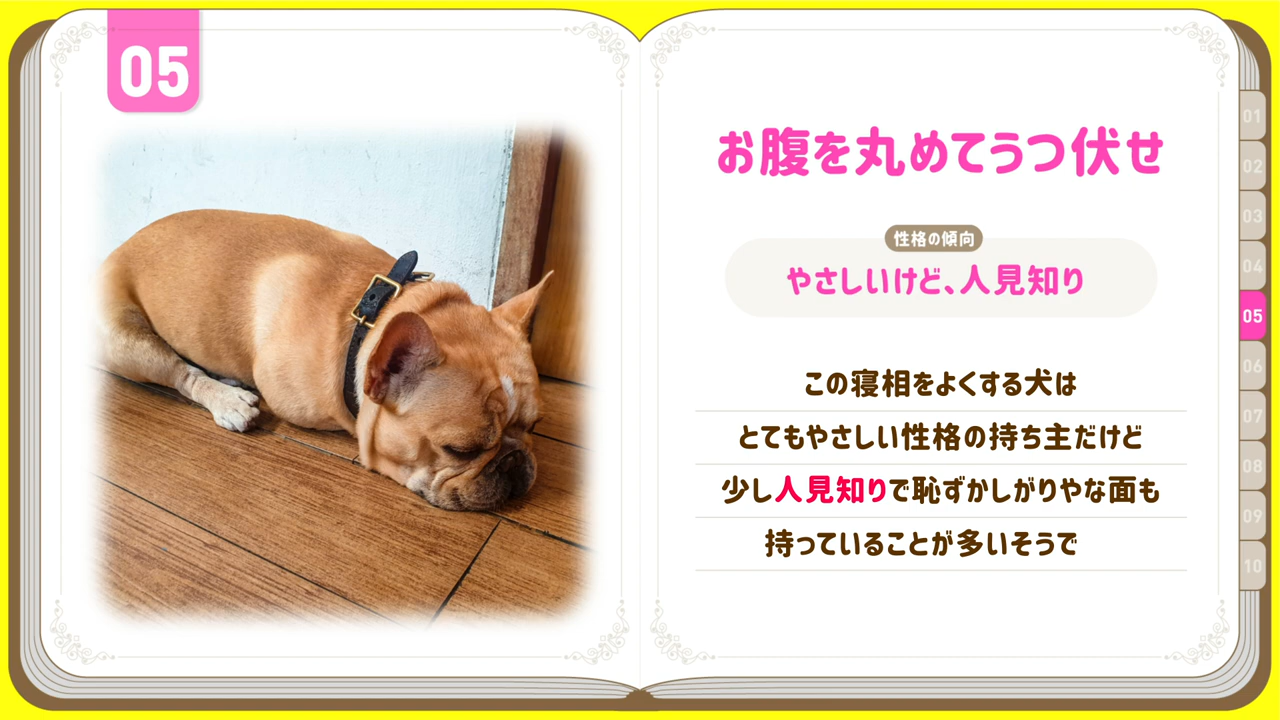 05
お腹を丸めてうつ伏せ
性格の傾向
やさしいけど、人見知り
この寝相をよくする犬は
とてもやさしい性格の持ち主だけど
少し人見知りで恥ずかしがりやな面も
持っていることが多いそうで
01
02
03
04
05
06
07
08
09
10